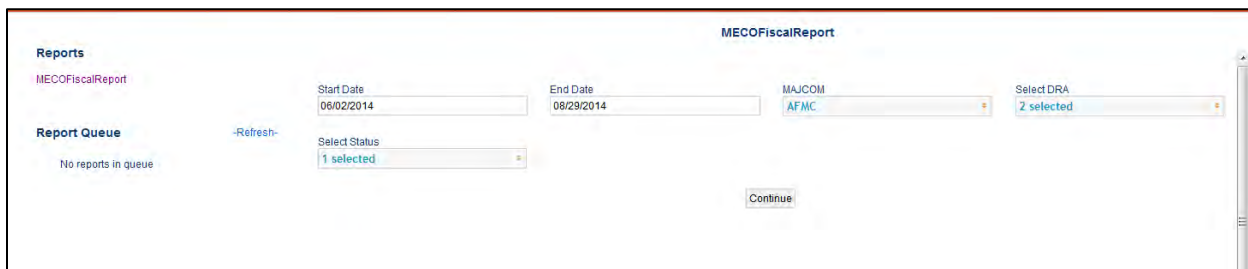 MECOFiscalReport
Reports
MECOFiscalReport
Start Date
End Date
MAJCOM
Select DRA
06/02/2014
08/29/2014
AFMC
2 selected
Report Queue
-Refresh-
Select Status
No reports in queue
1 selected
Continue